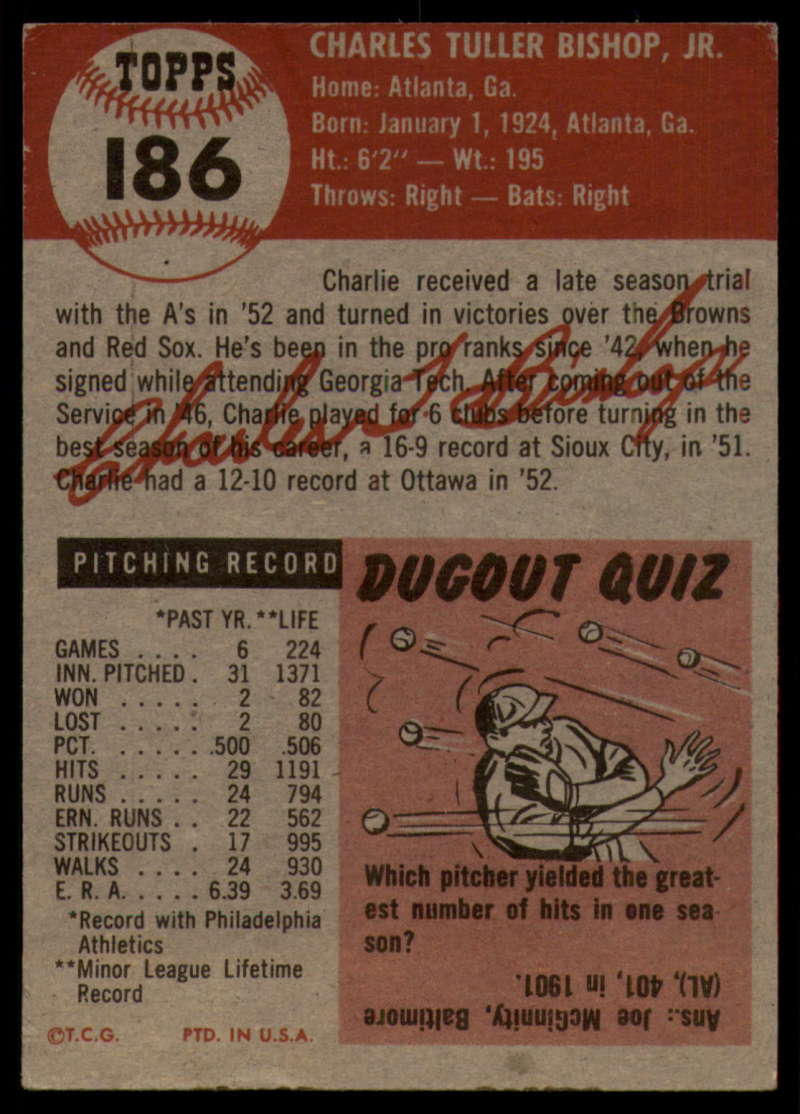 TOPPS
186
CHARLES TULLER BISHOP, JR.
Home: Atlanta, Ga.
Born: January 1, 1924, Atlanta, Ga.
Ht.: 6'2" — Wt.: 195
Throws: Right — Bats: Right
Charlie received a late season trial
with the A's in '52 and turned in victories over the Browns
and Red Sox. He's been in the pro ranks since '42, when he
signed while attending Georgia Tech. After coming out of the
Service in '46, Charlie played for 6 clubs before turning in the
best season of his career, a 16-9 record at Sioux City, in '51.
Charlie had a 12-10 record at Ottawa in '52.
Charles T Bishop
PITCHING RECORD
*PAST YR. **LIFE
GAMES . . . . 6 224
INN. PITCHED . 31 1371
WON . . . . . 2 82
LOST . . . . . 2 80
PCT. . . . . . .500 .506
HITS . . . . . 29 1191
RUNS . . . . . 24 794
ERN. RUNS . . 22 562
STRIKEOUTS . 17 995
WALKS . . . . 24 930
E. R. A. . . . . 6.39 3.69
*Record with Philadelphia
Athletics
**Minor League Lifetime
Record
©T.C.G. PTD. IN U.S.A.
DUGOUT QUIZ
Which pitcher yielded the great-
est number of hits in one sea-
son?
Ans.: Joe McGinnity, Baltimore
(AL), 401, in 1901.